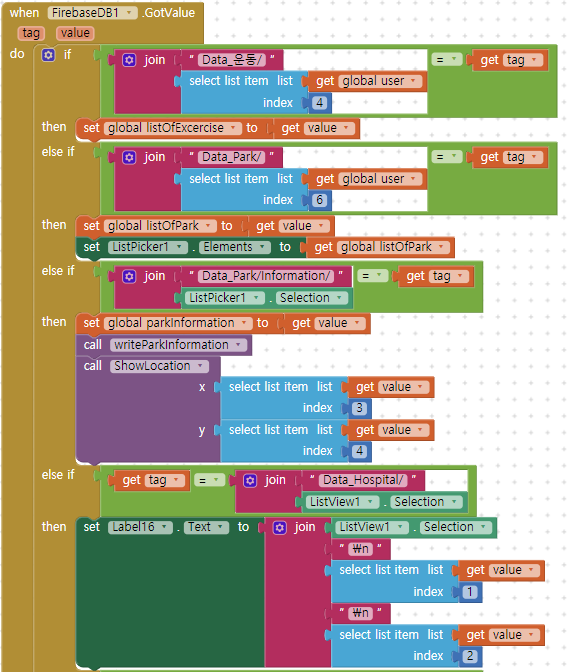 when FirebaseDB1 .GotValue
tag value
do if join " Data_운동/ " = get tag
select list item list get global user
index 4
then set global listOfExcercise to get value
else if join " Data_Park/ " = get tag
select list item list get global user
index 6
then set global listOfPark to get value
set ListPicker1 . Elements to get global listOfPark
else if join " Data_Park/Information/ " = get tag
ListPicker1 . Selection
then set global parkInformation to get value
call writeParkInformation
call ShowLocation
x select list item list get value
index 3
y select list item list get value
index 4
else if get tag = join " Data_Hospital/ "
ListView1 . Selection
then set Label16 . Text to join ListView1 . Selection
" ₩n "
select list item list get value
index 1
" ₩n "
select list item list get value
index 2